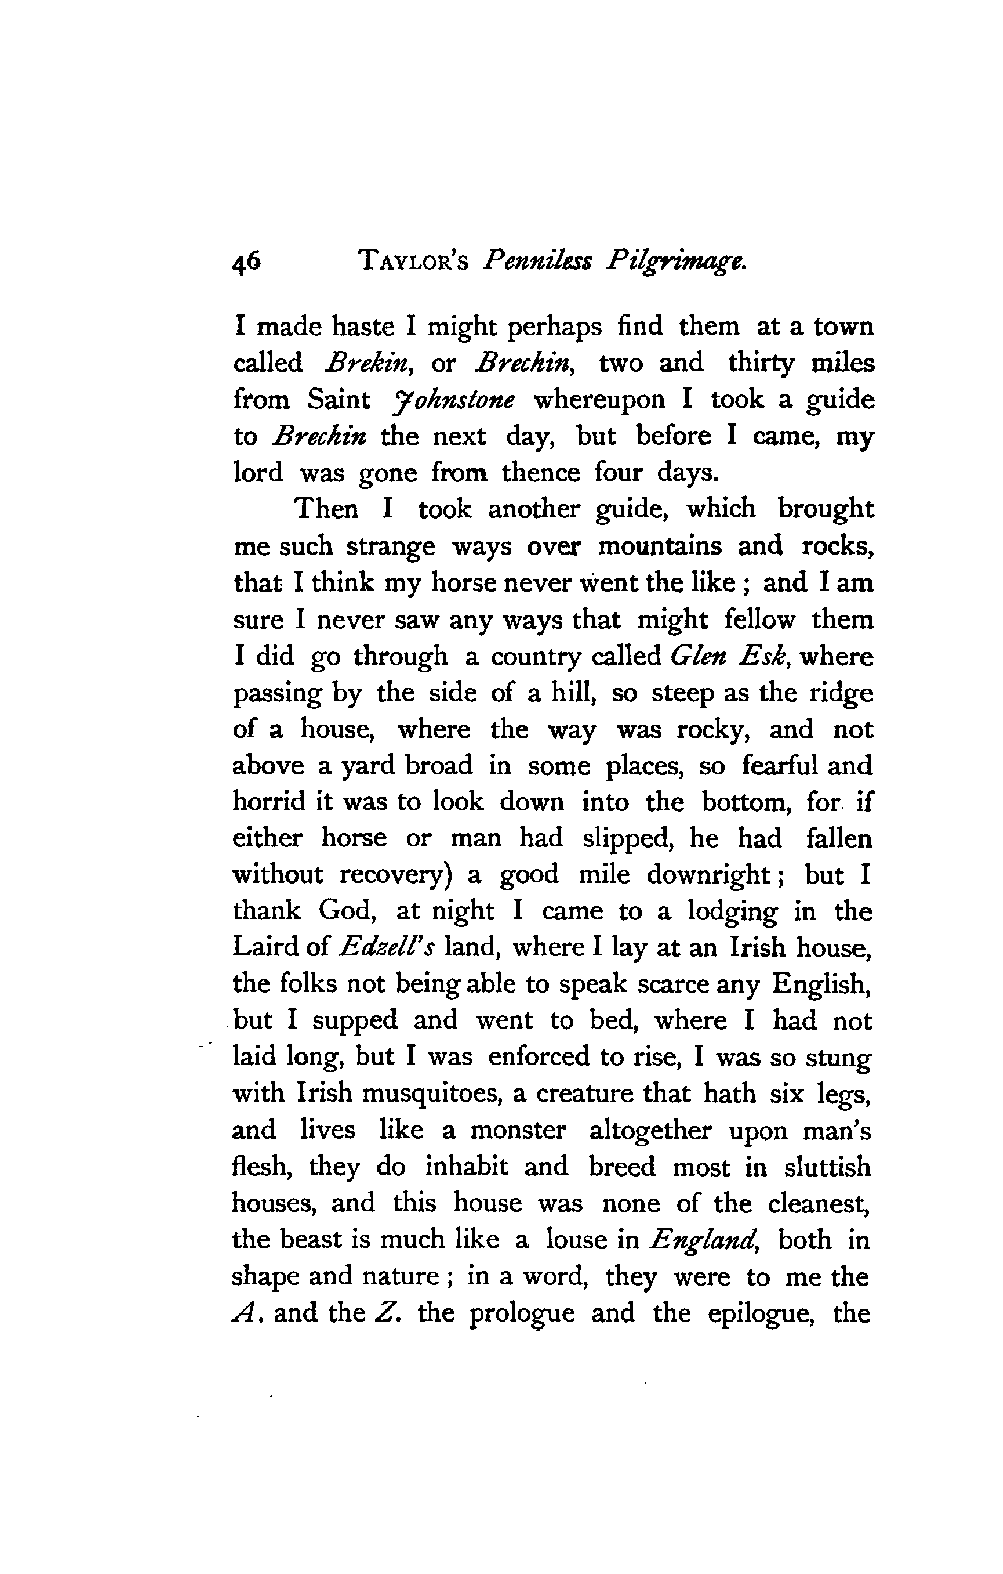 46 TAYLOR'S Penniless Pilgrimage.
I made haste I might perhaps find them at a town
called Brekin, or Brechin, two and thirty miles
from Saint Johnstone whereupon I took a guide
to Brechin the next day, but before I came, my
lord was gone from thence four days.
Then I took another guide, which brought
me such strange ways over mountains and rocks,
that I think my horse never went the like ; and I am
sure I never saw any ways that might fellow them
I did go through a country called Glen Esk, where
passing by the side of a hill, so steep as the ridge
of a house, where the way was rocky, and not
above a yard broad in some places, so fearful and
horrid it was to look down into the bottom, for if
either horse or man had slipped, he had fallen
without recovery) a good mile downright ; but I
thank God, at night I came to a lodging in the
Laird of Edzell's land, where I lay at an Irish house,
the folks not being able to speak scarce any English,
but I supped and went to bed, where I had not
laid long, but I was enforced to rise, I was so stung
with Irish musquitoes, a creature that hath six legs,
and lives like a monster altogether upon man's
flesh, they do inhabit and breed most in sluttish
houses, and this house was none of the cleanest,
the beast is much like a louse in England, both in
shape and nature ; in a word, they were to me the
A. and the Z. the prologue and the epilogue, the